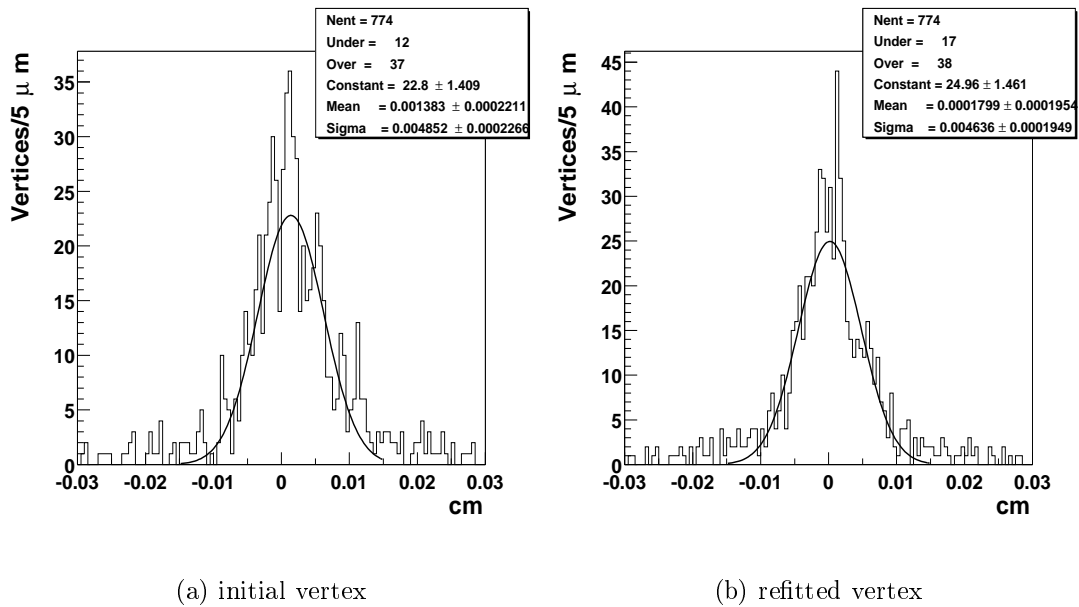 Nent = 774
Under = 12
Over = 37
Constant = 22.8 ± 1.409
Mean = 0.001383 ± 0.0002211
Sigma = 0.004852 ± 0.0002266
Vertices/5 μ m
35
30
25
20
15
10
5
0
-0.03 -0.02 -0.01 0 0.01 0.02 0.03
cm
(a) initial vertex
Nent = 774
Under = 17
Over = 38
Constant = 24.96 ± 1.461
Mean = 0.0001799 ± 0.0001954
Sigma = 0.004636 ± 0.0001949
Vertices/5 μ m
45
40
35
30
25
20
15
10
5
0
-0.03 -0.02 -0.01 0 0.01 0.02 0.03
cm
(b) refitted vertex